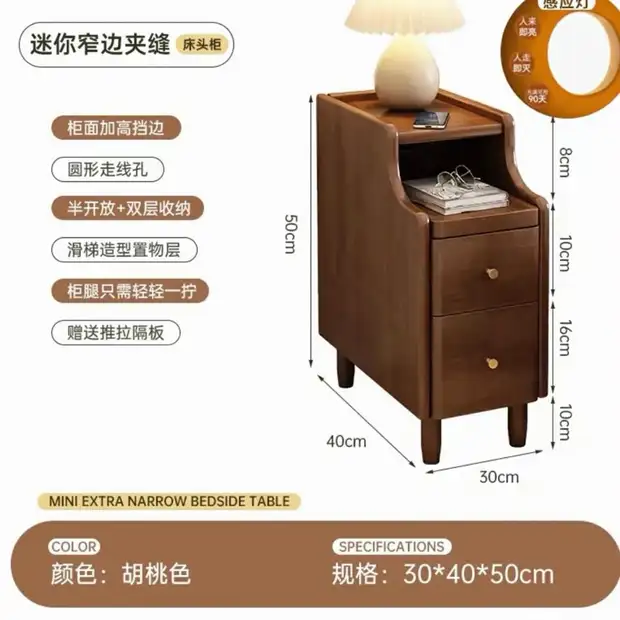 感应灯
人来
即亮
人走
即灭
90天
迷你窄边夹缝 床头柜
柜面加高挡边
圆形走线孔
半开放+双层收纳
滑梯造型置物层
柜腿只需轻轻一拧
赠送推拉隔板
50cm
8cm
10cm
16cm
10cm
40cm
30cm
MINI EXTRA NARROW BEDSIDE TABLE
COLOR
颜色：胡桃色
SPECIFICATIONS
规格：30*40*50cm